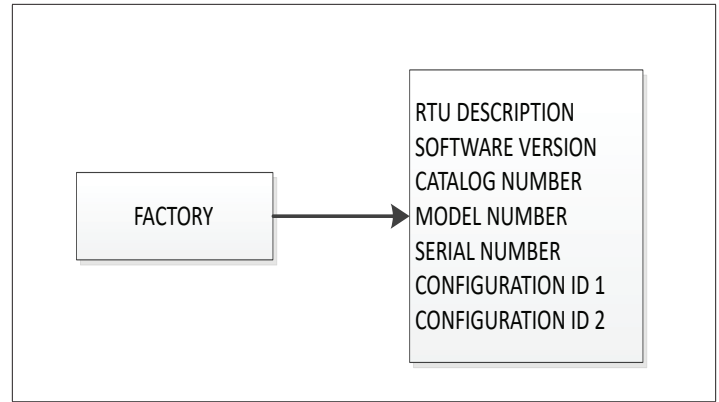 FACTORY
RTU DESCRIPTION
SOFTWARE VERSION
CATALOG NUMBER
MODEL NUMBER
SERIAL NUMBER
CONFIGURATION ID 1
CONFIGURATION ID 2